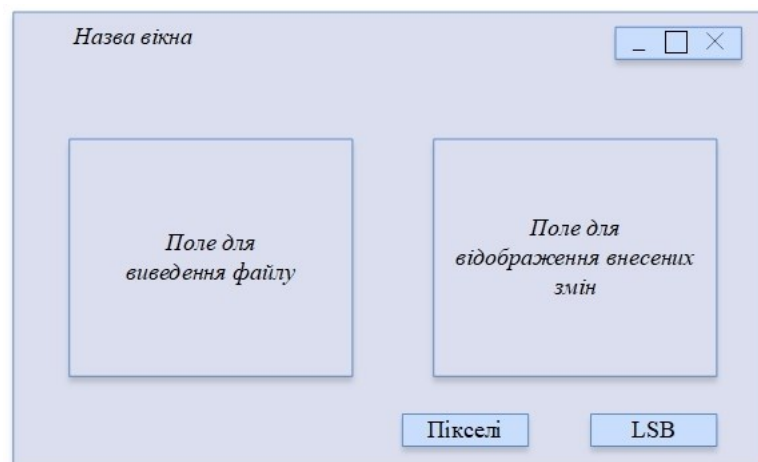 Назва вікна
Поле для
виведення файлу
Поле для
відображення внесених
змін
Пікселі
LSB